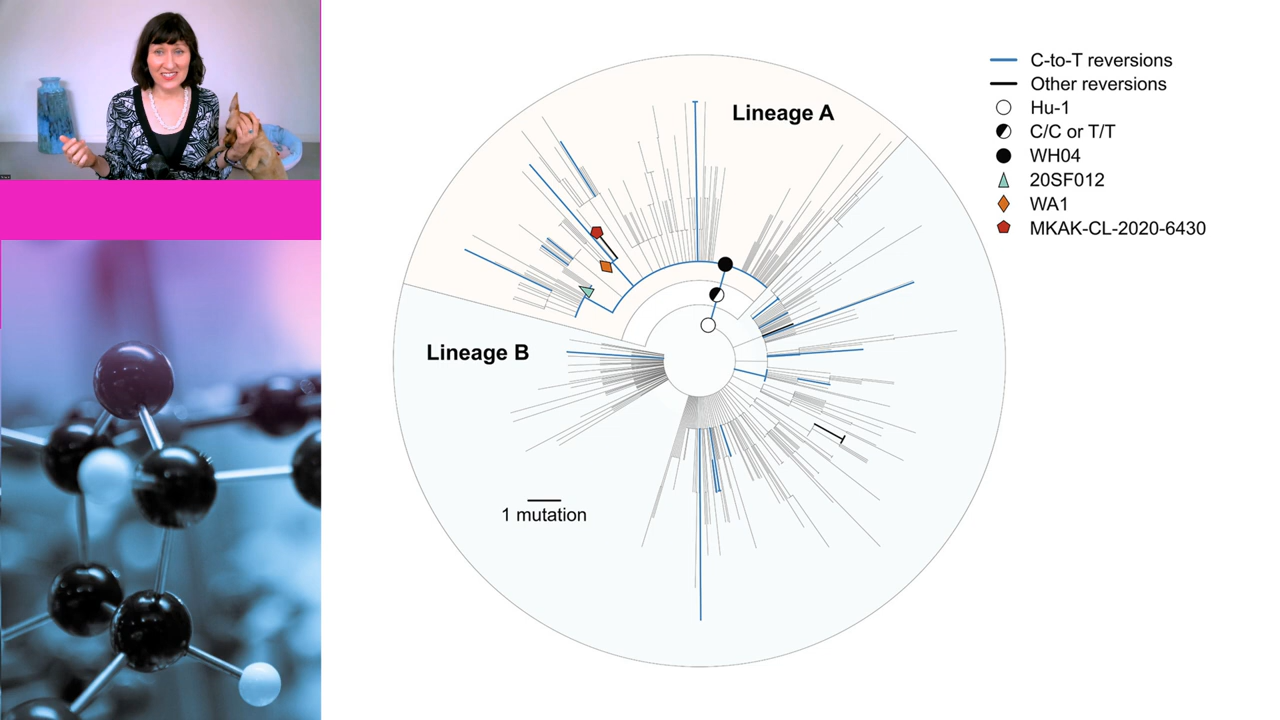 Lineage A
Lineage B
1 mutation
C-to-T reversions
Other reversions
Hu-1
C/C or T/T
WH04
20SF012
WA1
MKAK-CL-2020-6430